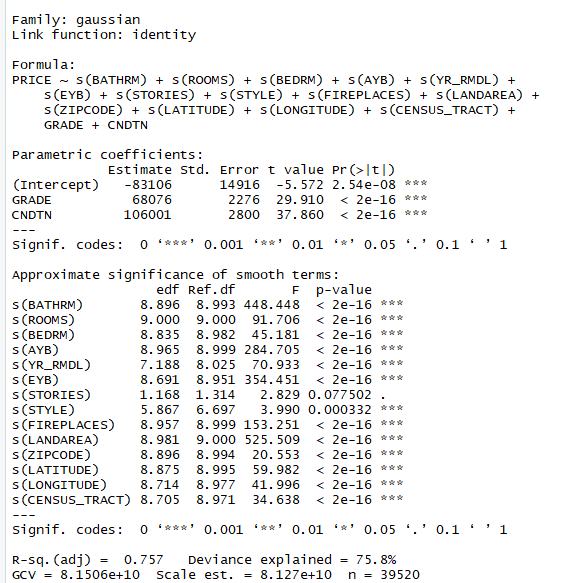 Family: gaussian
Link function: identity

Formula:
PRICE ~ s(BATHRM) + s(ROOMS) + s(BEDRM) + s(AYB) + s(YR_RMDL) +
    s(EYB) + s(STORIES) + s(STYLE) + s(FIREPLACES) + s(LANDAREA) +
    s(ZIPCODE) + s(LATITUDE) + s(LONGITUDE) + s(CENSUS_TRACT) +
    GRADE + CNDTN

Parametric coefficients:
            Estimate Std. Error t value Pr(>|t|)
(Intercept)   -83106      14916  -5.572 2.54e-08 ***
GRADE          68076       2276  29.910  < 2e-16 ***
CNDTN         106001       2800  37.860  < 2e-16 ***
---
Signif. codes:  0 ‘***’ 0.001 ‘**’ 0.01 ‘*’ 0.05 ‘.’ 0.1 ‘ ’ 1

Approximate significance of smooth terms:
                  edf Ref.df       F  p-value
s(BATHRM)       8.896  8.993 448.448  < 2e-16 ***
s(ROOMS)        9.000  9.000  91.706  < 2e-16 ***
s(BEDRM)        8.835  8.982  45.181  < 2e-16 ***
s(AYB)          8.965  8.999 284.705  < 2e-16 ***
s(YR_RMDL)      7.188  8.025  70.933  < 2e-16 ***
s(EYB)          8.691  8.951 354.451  < 2e-16 ***
s(STORIES)      1.168  1.314   2.829 0.077502 .
s(STYLE)        5.867  6.697   3.990 0.000332 ***
s(FIREPLACES)   8.957  8.999 153.251  < 2e-16 ***
s(LANDAREA)     8.981  9.000 525.509  < 2e-16 ***
s(ZIPCODE)      8.896  8.994  20.553  < 2e-16 ***
s(LATITUDE)     8.875  8.995  59.982  < 2e-16 ***
s(LONGITUDE)    8.714  8.977  41.996  < 2e-16 ***
s(CENSUS_TRACT) 8.705  8.971  34.638  < 2e-16 ***
---
Signif. codes:  0 ‘***’ 0.001 ‘**’ 0.01 ‘*’ 0.05 ‘.’ 0.1 ‘ ’ 1

R-sq.(adj) =  0.757   Deviance explained = 75.8%
GCV = 8.1506e+10  Scale est. = 8.127e+10  n = 39520